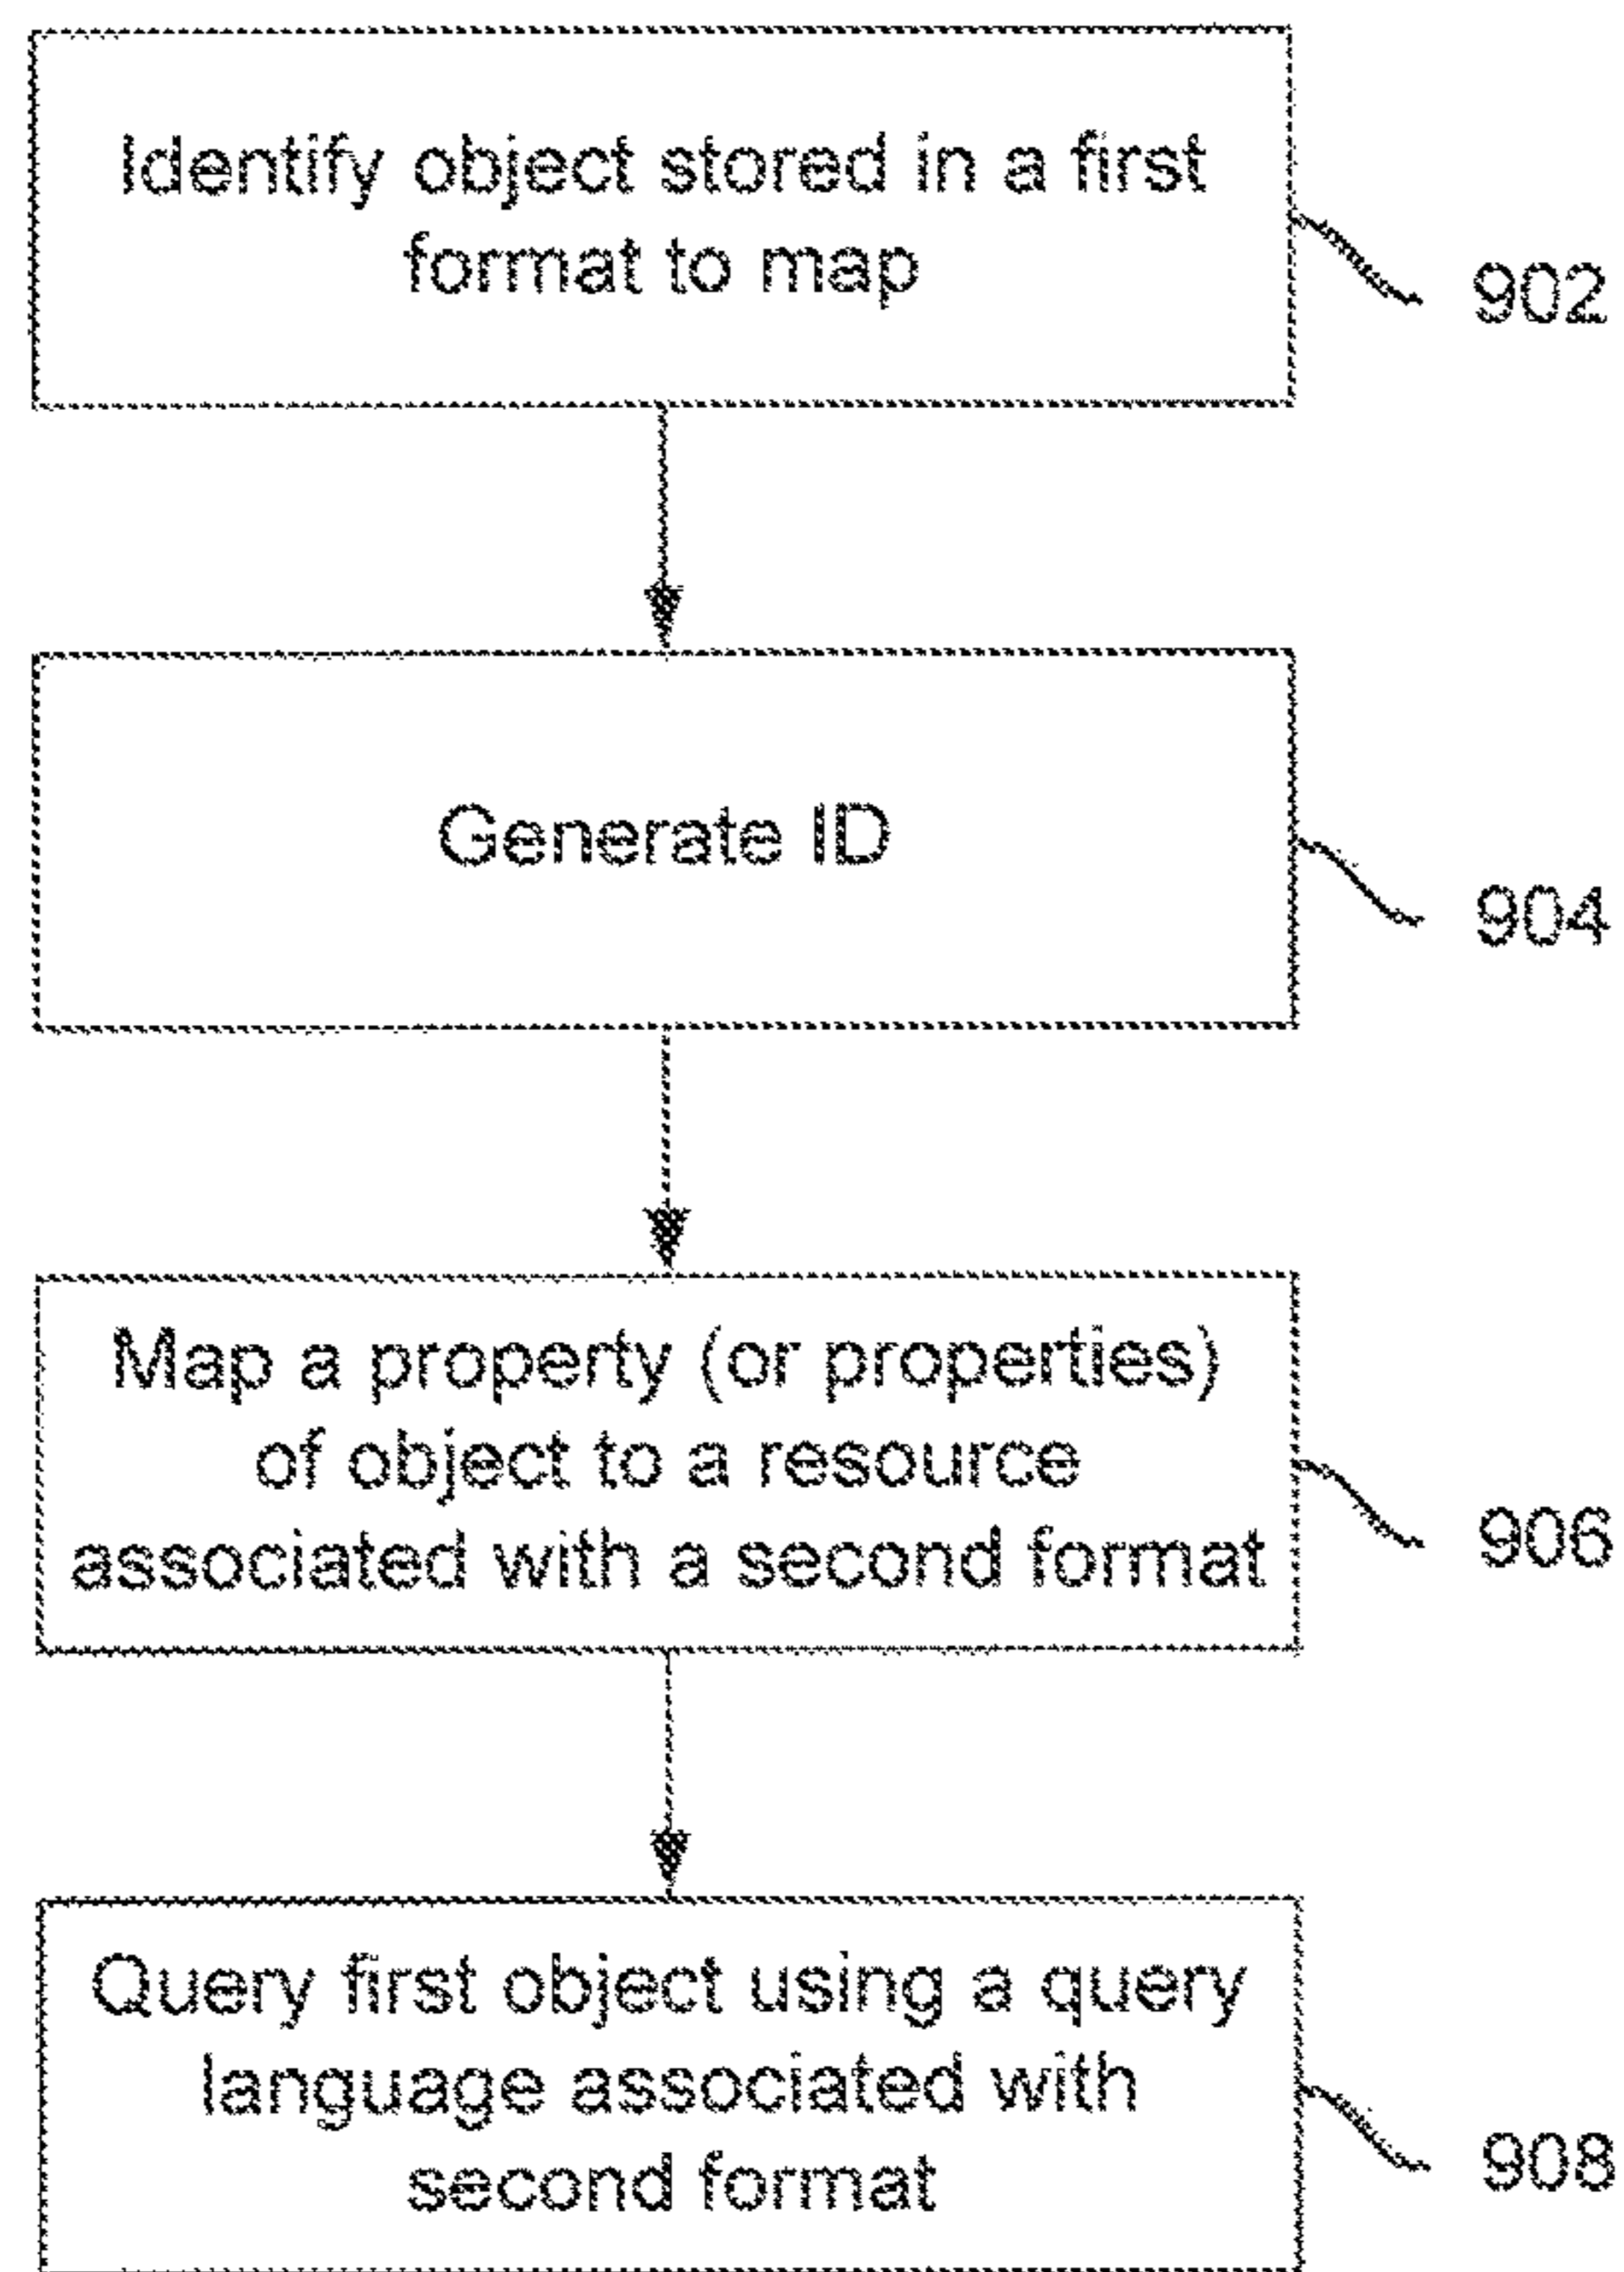 Identify object stored in a first
format to map
902
Generate ID
904
Map a property (or properties)
of object to a resource
associated with a second format
906
Query first object using a query
language associated with
second format
908